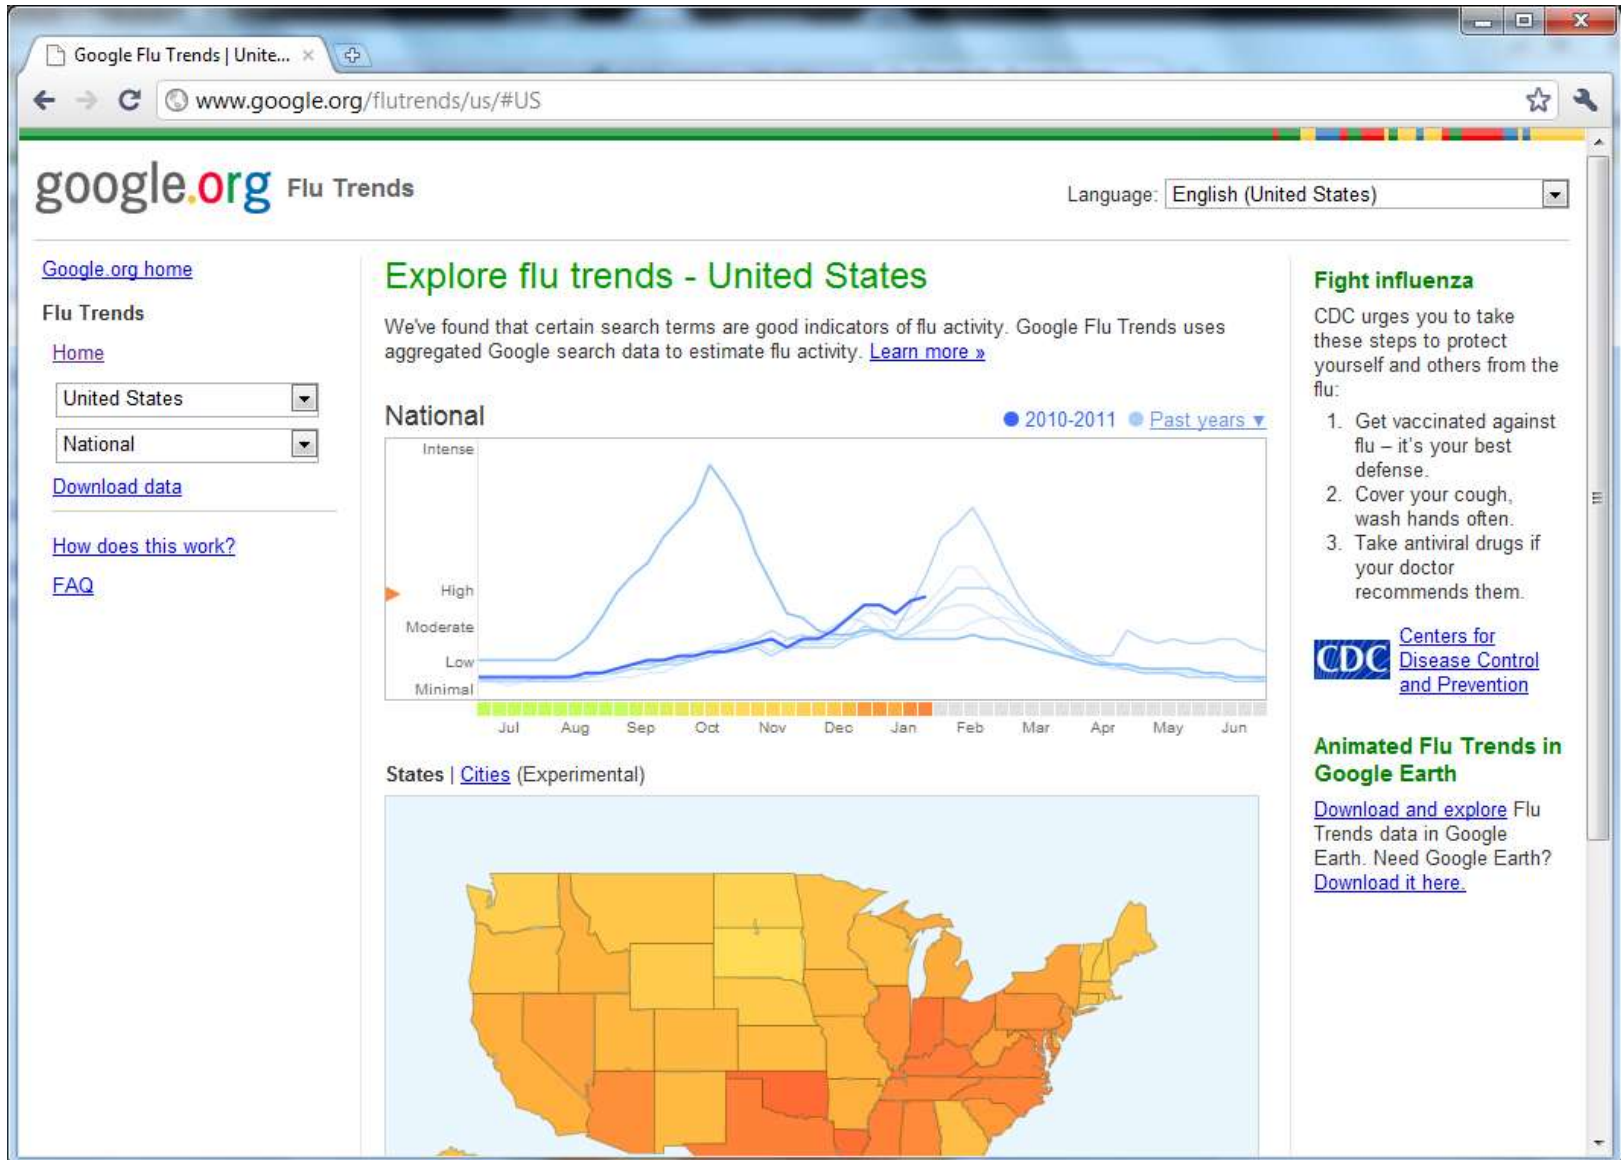 Google Flu Trends | Unite...
www.google.org/flutrends/us/#US
google.org Flu Trends
Language: English (United States)
Google.org home
Flu Trends
Home
United States
National
Download data
How does this work?
FAQ
Explore flu trends - United States
We've found that certain search terms are good indicators of flu activity. Google Flu Trends uses
aggregated Google search data to estimate flu activity. Learn more »
National
2010-2011 Past years ▼
Intense
High
Moderate
Low
Minimal
Jul Aug Sep Oct Nov Dec Jan Feb Mar Apr May Jun
States | Cities (Experimental)
Fight influenza
CDC urges you to take
these steps to protect
yourself and others from the
flu:
1. Get vaccinated against
flu – it's your best
defense.
2. Cover your cough,
wash hands often.
3. Take antiviral drugs if
your doctor
recommends them.
CDC
Centers for
Disease Control
and Prevention
Animated Flu Trends in
Google Earth
Download and explore Flu
Trends data in Google
Earth. Need Google Earth?
Download it here.